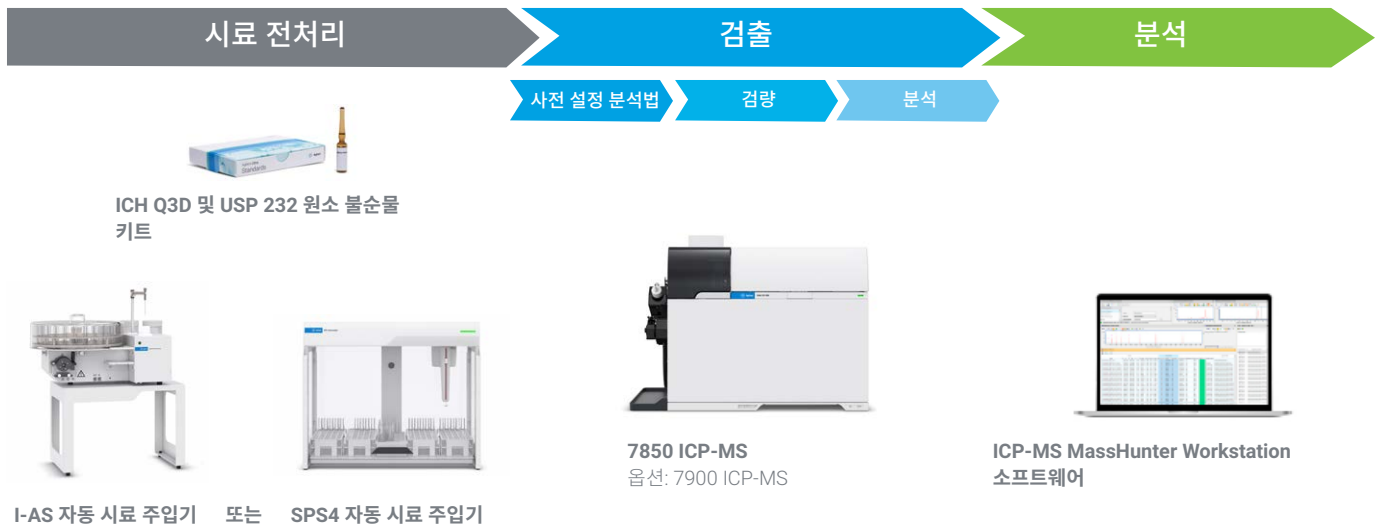 시료 전처리
검출
분석
사전 설정 분석법
검량
분석
Standards
ICH Q3D 및 USP 232 원소 불순물
키트
7850 ICP-MS
옵션: 7900 ICP-MS
ICP-MS MassHunter Workstation
소프트웨어
I-AS 자동 시료 주입기 또는 SPS4 자동 시료 주입기